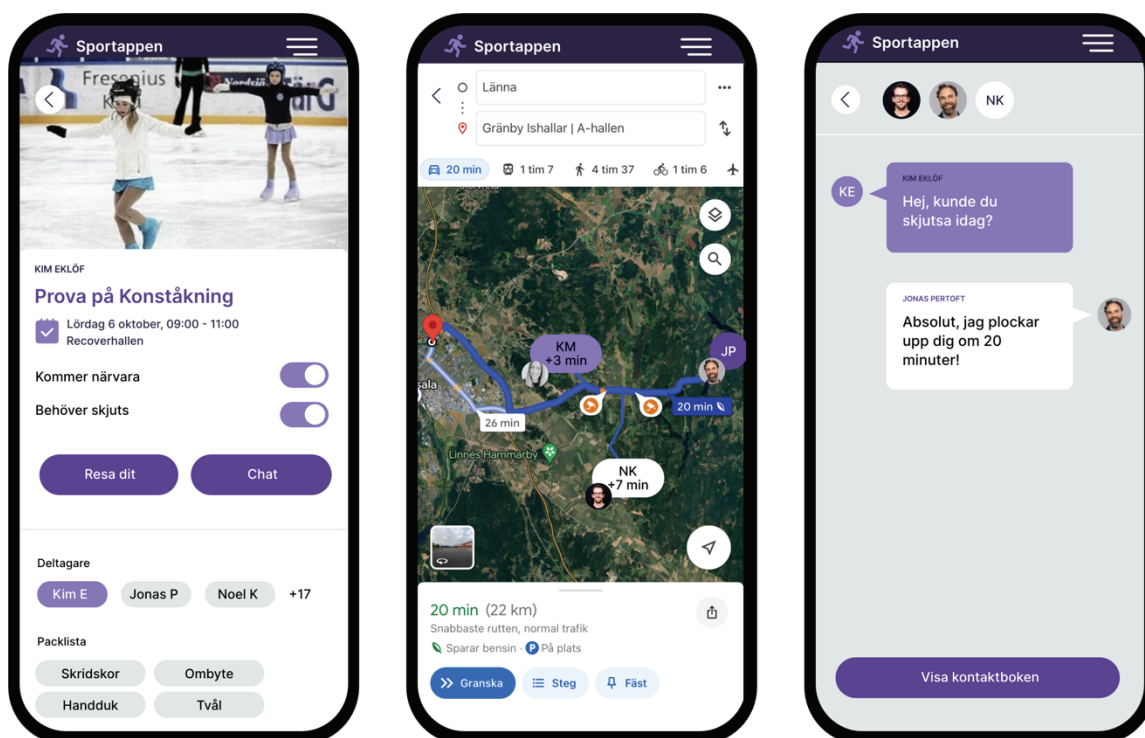 Sportappen
Fresenius
KIM EKLÖF
Prova på Konståkning
Lördag 6 oktober, 09:00 - 11:00
Recoverhallen
Kommer närvara
Behöver skjuts
Resa dit
Chat
Deltagare
Kim E
Jonas P
Noel K
+17
Packlista
Skridskor
Ombyte
Handduk
Tvål
Sportappen
Länna
Gränby Ishallar | A-hallen
20 min
1 tim 7
4 tim 37
1 tim 6
KM
+3 min
JP
20 min
26 min
Linnés Hammarby
NK
+7 min
20 min (22 km)
Snabbaste rutten, normal trafik
Sparar bensin · P På plats
Granska
Steg
Fäst
Sportappen
NK
KE
KIM EKLÖF
Hej, kunde du
skjutsa idag?
JONAS PERTOFT
Absolut, jag plockar
upp dig om 20
minuter!
Visa kontaktboken